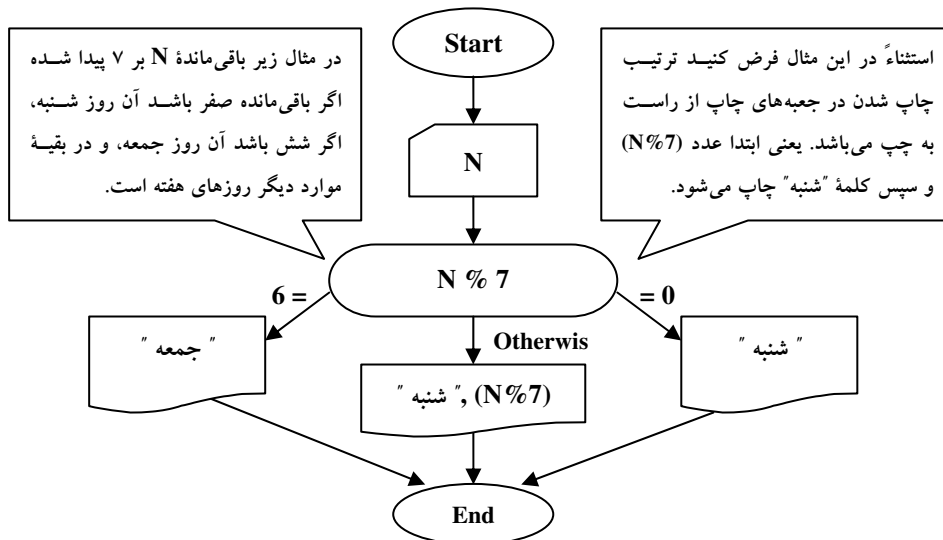 Start
در مثال زیر باقی‌ماندۀ N بر ۷ پیدا شده
اگر باقی‌مانده صفر باشد آن روز شنبه،
اگر شش باشد آن روز جمعه، و در بقیۀ
موارد دیگر روزهای هفته است.
استثناءً در این مثال فرض کنید ترتیب
چاپ شدن در جعبه‌های چاپ از راست
به چپ می‌باشد. یعنی ابتدا عدد (N%7)
و سپس کلمۀ "شنبه" چاپ می‌شود.
N
N % 7
6 =
= 0
Otherwis
" جمعه "
" شنبه " , (N%7)
" شنبه "
End